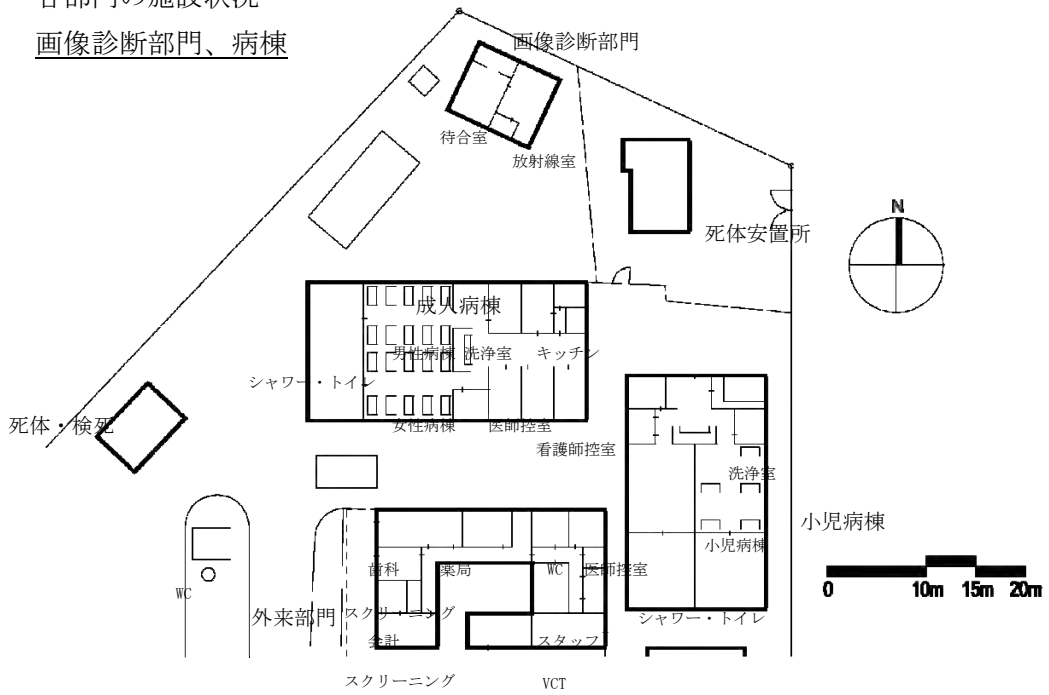 各部門の施設状況
画像診断部門、病棟
画像診断部門
待合室
放射線室
死体安置所
N
成人病棟
男性病棟
洗浄室
キッチン
シャワー・トイレ
女性病棟
医師控室
死体・検死
看護師控室
洗浄室
小児病棟
小児病棟
0
10m
15m
20m
歯科
薬局
WC
医師控室
WC
外来部門
スクリーニング
シャワー・トイレ
会計
スタッフ
スクリーニング
VCT